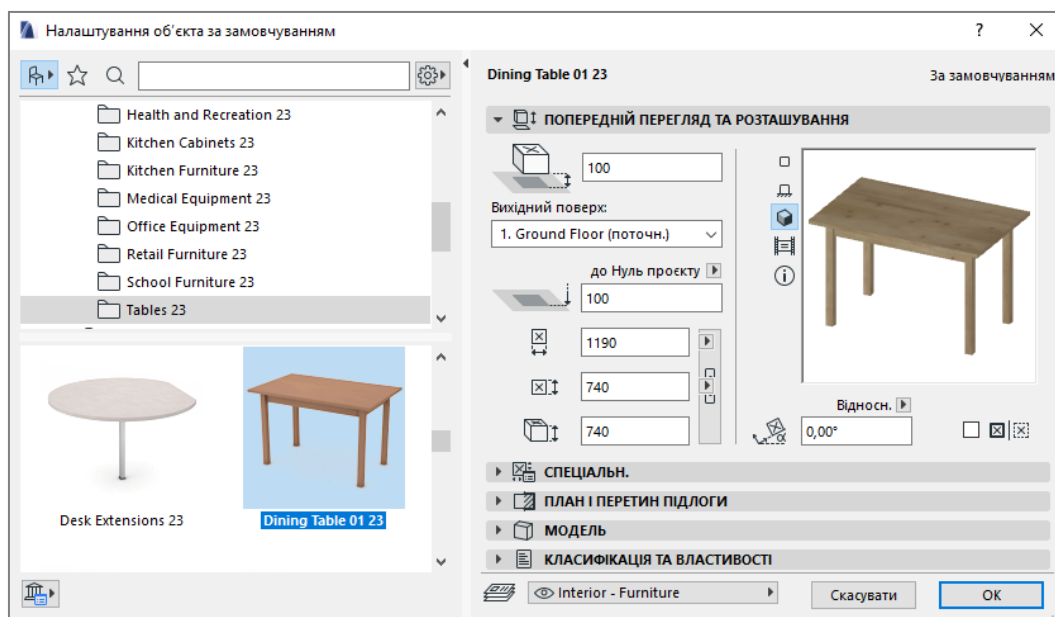 Налаштування об’єкта за замовчуванням
?
Health and Recreation 23
Kitchen Cabinets 23
Kitchen Furniture 23
Medical Equipment 23
Office Equipment 23
Retail Furniture 23
School Furniture 23
Tables 23
Desk Extensions 23
Dining Table 01 23
Dining Table 01 23
За замовчуванням
ПОПЕРЕДНІЙ ПЕРЕГЛЯД ТА РОЗТАШУВАННЯ
100
Вихідний поверх:
1. Ground Floor (поточн.)
до Нуль проєкту
100
1190
740
740
Відносн.
α
0,00°
СПЕЦІАЛЬН.
ПЛАН І ПЕРЕТИН ПІДЛОГИ
МОДЕЛЬ
КЛАСИФІКАЦІЯ ТА ВЛАСТИВОСТІ
Interior - Furniture
Скасувати
ОК